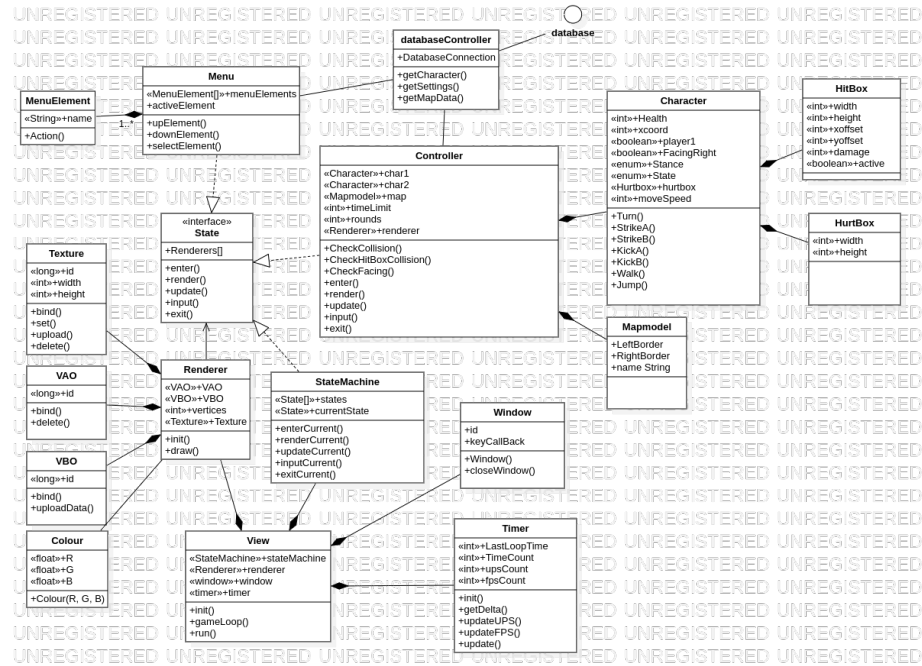 database
databaseController
+DatabaseConnection
+getCharacter()
+getSettings()
+getMapData()
Menu
«MenuElement[]»+menuElements
+activeElement
+upElement()
+downElement()
+selectElement()
MenuElement
«String»+name
+Action()
1..*
Controller
«Character»+char1
«Character»+char2
«Mapmodel»+map
«int»+timeLimit
«int»+rounds
«Renderer»+renderer
+CheckCollision()
+CheckHitBoxCollision()
+CheckFacing()
+enter()
+render()
+update()
+input()
+exit()
Character
«int»+Health
«int»+xcoord
«boolean»+player1
«boolean»+FacingRight
«enum»+Stance
«enum»+State
«Hurtbox»+hurtbox
«int»+moveSpeed
+Turn()
+StrikeA()
+StrikeB()
+KickA()
+KickB()
+Walk()
+Jump()
HitBox
«int»+width
«int»+height
«int»+xoffset
«int»+yoffset
«int»+damage
«boolean»+active
HurtBox
«int»+width
«int»+height
«interface»
State
+Renderers[]
+enter()
+render()
+update()
+input()
+exit()
Texture
«long»+id
«int»+width
«int»+height
+bind()
+set()
+upload()
+delete()
Mapmodel
+LeftBorder
+RightBorder
+name String
VAO
«long»+id
+bind()
+delete()
Renderer
«VAO»+VAO
«VBO»+VBO
«int»+vertices
«Texture»+Texture
+init()
+draw()
StateMachine
«State[]»+states
«State»+currentState
+enterCurrent()
+renderCurrent()
+updateCurrent()
+inputCurrent()
+exitCurrent()
Window
+id
+keyCallBack
+Window()
+closeWindow()
VBO
«long»+id
+bind()
+uploadData()
Colour
«float»+R
«float»+G
«float»+B
+Colour(R, G, B)
View
«StateMachine»+stateMachine
«Renderer»+renderer
«window»+window
«timer»+timer
+init()
+gameLoop()
+run()
Timer
«int»+LastLoopTime
«int»+TimeCount
«int»+upsCount
«int»+fpsCount
+init()
+getDelta()
+updateUPS()
+updateFPS()
+update()
UNREGISTERED